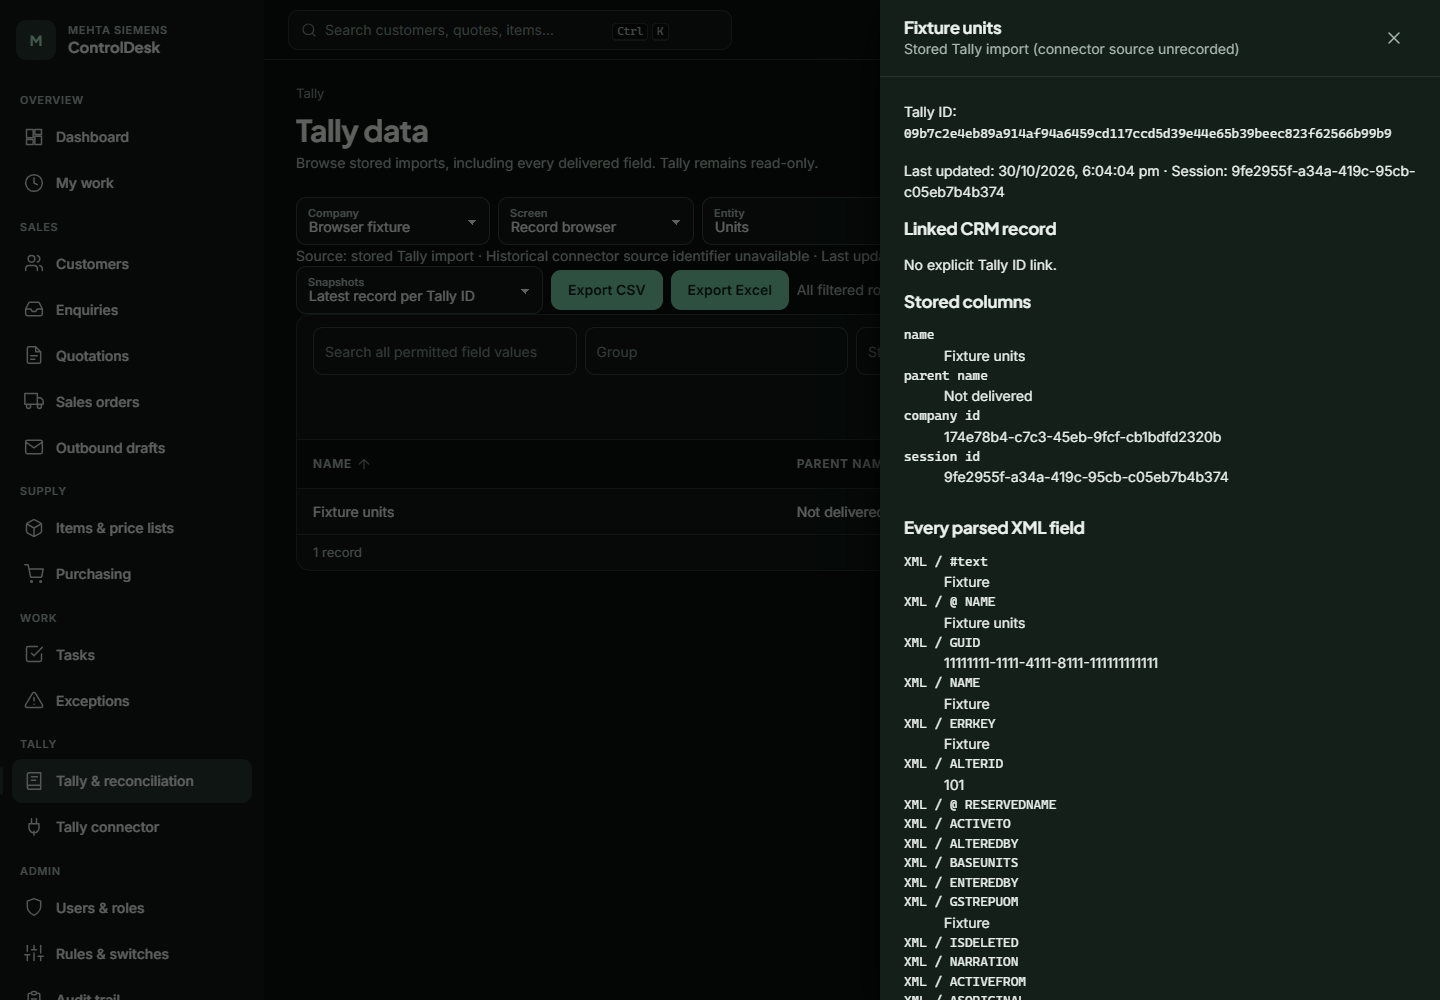 M
MEHTA SIEMENS
ControlDesk
OVERVIEW
Dashboard
My work
SALES
Customers
Enquiries
Quotations
Sales orders
Outbound drafts
SUPPLY
Items & price lists
Purchasing
WORK
Tasks
Exceptions
TALLY
Tally & reconciliation
Tally connector
ADMIN
Users & roles
Rules & switches
Audit trail
Search customers, quotes, items...
Ctrl K
Tally
Tally data
Browse stored imports, including every delivered field. Tally remains read-only.
Company
Browser fixture
Screen
Record browser
Entity
Units
Source: stored Tally import · Historical connector source identifier unavailable · Last upda
Snapshots
Latest record per Tally ID
Export CSV
Export Excel
All filtered ro
Search all permitted field values
Group
St
NAME ↑
PARENT NAM
Fixture units
Not delivered
1 record
Fixture units
Stored Tally import (connector source unrecorded)
Tally ID:
09b7c2e4eb89a914af94a6459cd117ccd5d39e44e65b39beec823f62566b99b9
Last updated: 30/10/2026, 6:04:04 pm · Session: 9fe2955f-a34a-419c-95cb-
c05eb7b4b374
Linked CRM record
No explicit Tally ID link.
Stored columns
name
Fixture units
parent name
Not delivered
company id
174e78b4-c7c3-45eb-9fcf-cb1bdfd2320b
session id
9fe2955f-a34a-419c-95cb-c05eb7b4b374
Every parsed XML field
XML / #text
Fixture
XML / @ NAME
Fixture units
XML / GUID
11111111-1111-4111-8111-111111111111
XML / NAME
Fixture
XML / ERRKEY
Fixture
XML / ALTERID
101
XML / @ RESERVEDNAME
XML / ACTIVETO
XML / ALTEREDBY
XML / BASEUNITS
XML / ENTEREDBY
XML / GSTREPUOM
Fixture
XML / ISDELETED
XML / NARRATION
XML / ACTIVEFROM
XML / ASORIGINAL